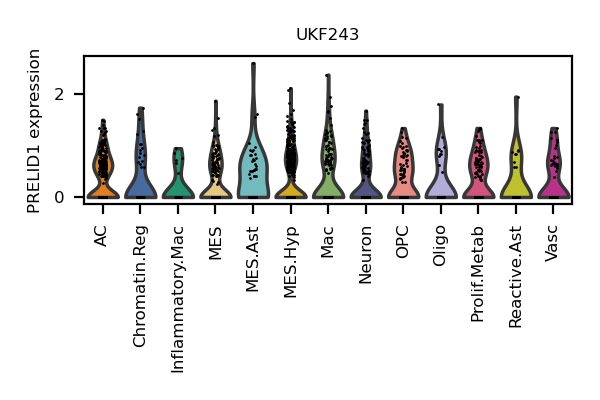 UKF243
PRELID1 expression
2
0
AC
Chromatin.Reg
Inflammatory.Mac
MES
MES.Ast
MES.Hyp
Mac
Neuron
OPC
Oligo
Prolif.Metab
Reactive.Ast
Vasc